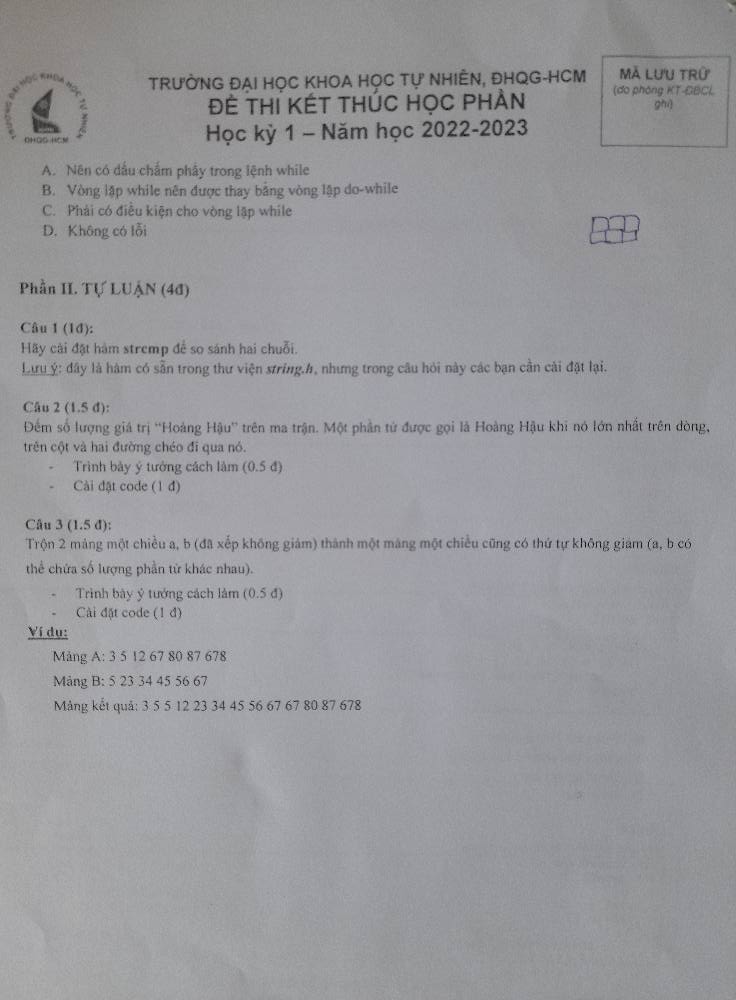 TRƯỜNG ĐẠI HỌC KHOA HỌC TỰ NHIÊN, ĐHQG-HCM
ĐỀ THI KẾT THÚC HỌC PHẦN
Học kỳ 1 – Năm học 2022-2023
MÃ LƯU TRỮ
(do phòng KT-ĐBCL
ghi)
TRƯỜNG ĐẠI HỌC KHOA HỌC TỰ NHIÊN
ĐHQG-HCM
A. Nên có dấu chấm phẩy trong lệnh while
B. Vòng lặp while nên được thay bằng vòng lặp do-while
C. Phải có điều kiện cho vòng lặp while
D. Không có lỗi
Phần II. TỰ LUẬN (4đ)
Câu 1 (1đ):
Hãy cài đặt hàm strcmp để so sánh hai chuỗi.
Lưu ý: đây là hàm có sẵn trong thư viện string.h, nhưng trong câu hỏi này các bạn cần cài đặt lại.
Câu 2 (1.5 đ):
Đếm số lượng giá trị “Hoàng Hậu” trên ma trận. Một phần tử được gọi là Hoàng Hậu khi nó lớn nhất trên dòng,
trên cột và hai đường chéo đi qua nó.
- Trình bày ý tưởng cách làm (0.5 đ)
- Cài đặt code (1 đ)
Câu 3 (1.5 đ):
Trộn 2 mảng một chiều a, b (đã xếp không giảm) thành một mảng một chiều cũng có thứ tự không giảm (a, b có
thể chứa số lượng phần tử khác nhau).
- Trình bày ý tưởng cách làm (0.5 đ)
- Cài đặt code (1 đ)
Ví dụ:
Mảng A: 3 5 12 67 80 87 678
Mảng B: 5 23 34 45 56 67
Mảng kết quả: 3 5 5 12 23 34 45 56 67 67 80 87 678